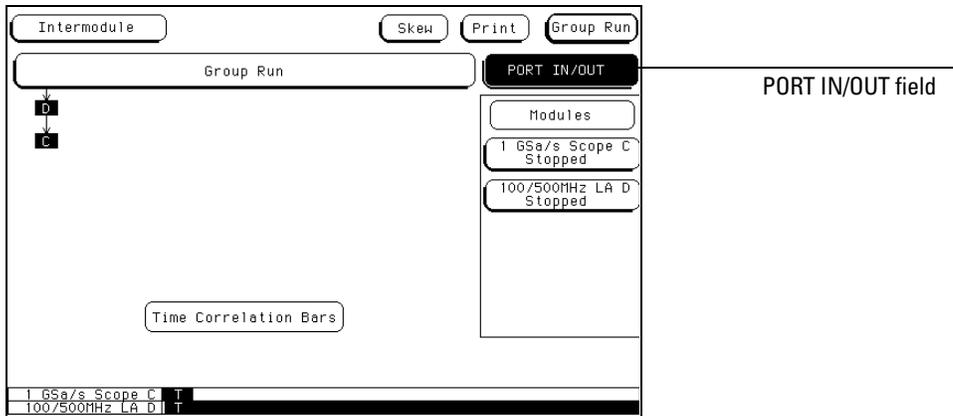 Intermodule
Skew
Print
Group Run
Group Run
PORT IN/OUT
PORT IN/OUT field
D
C
Modules
1 GSa/s Scope C
Stopped
100/500MHz LA D
Stopped
Time Correlation Bars
1 GSa/s Scope C T
100/500MHz LA D T